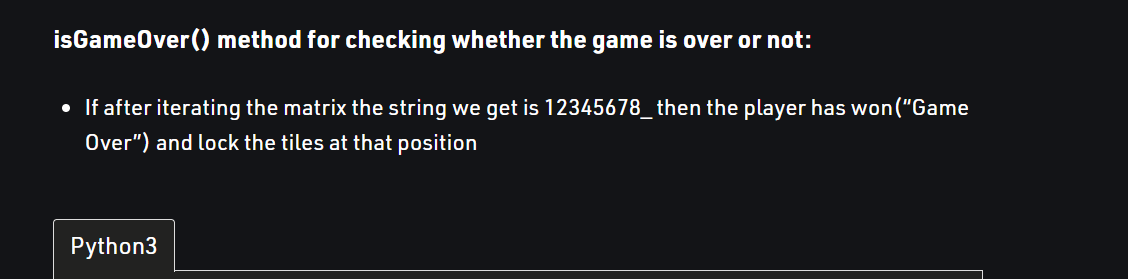 isGameOver() method for checking whether the game is over or not:
If after iterating the matrix the string we get is 12345678_ then the player has won(“Game
Over”) and lock the tiles at that position
Python3